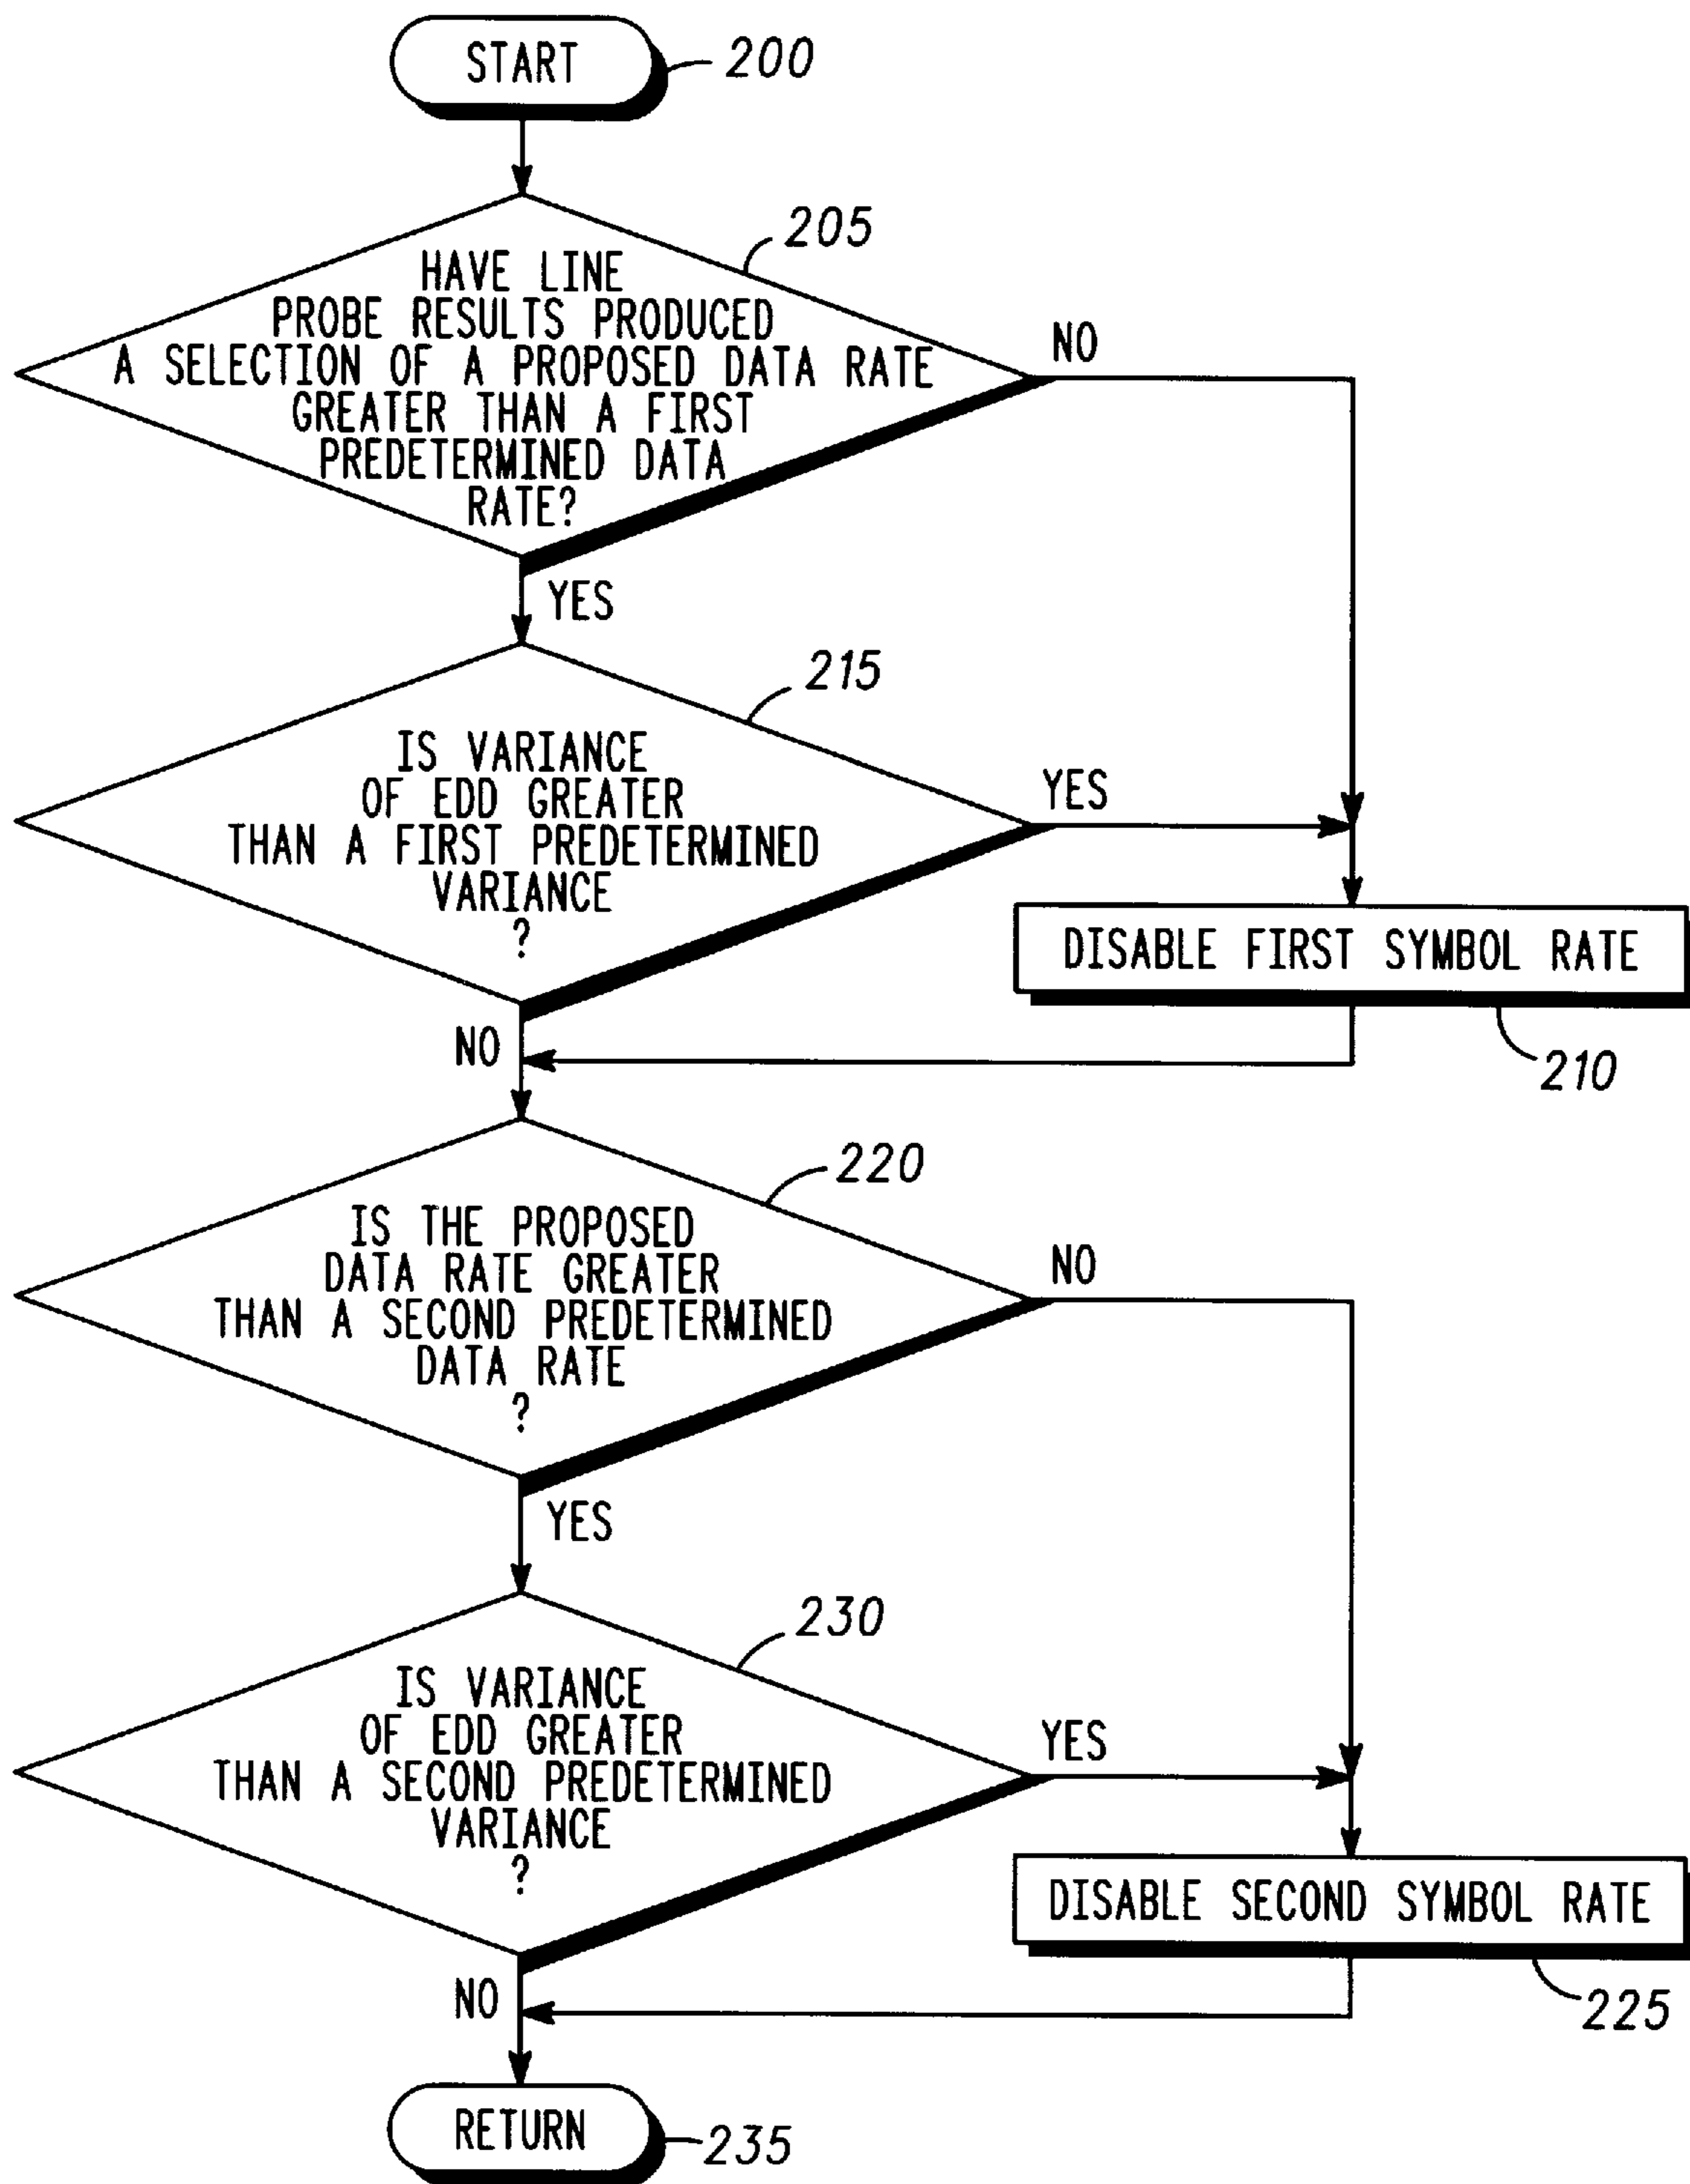 START
200
205
HAVE LINE
PROBE RESULTS PRODUCED
A SELECTION OF A PROPOSED DATA RATE
GREATER THAN A FIRST
PREDETERMINED DATA
RATE?
NO
YES
215
IS VARIANCE
OF EDD GREATER
THAN A FIRST PREDETERMINED
VARIANCE
?
YES
DISABLE FIRST SYMBOL RATE
NO
210
220
IS THE PROPOSED
DATA RATE GREATER
THAN A SECOND PREDETERMINED
DATA RATE
?
NO
YES
230
IS VARIANCE
OF EDD GREATER
THAN A SECOND PREDETERMINED
VARIANCE
?
YES
DISABLE SECOND SYMBOL RATE
NO
225
RETURN
235